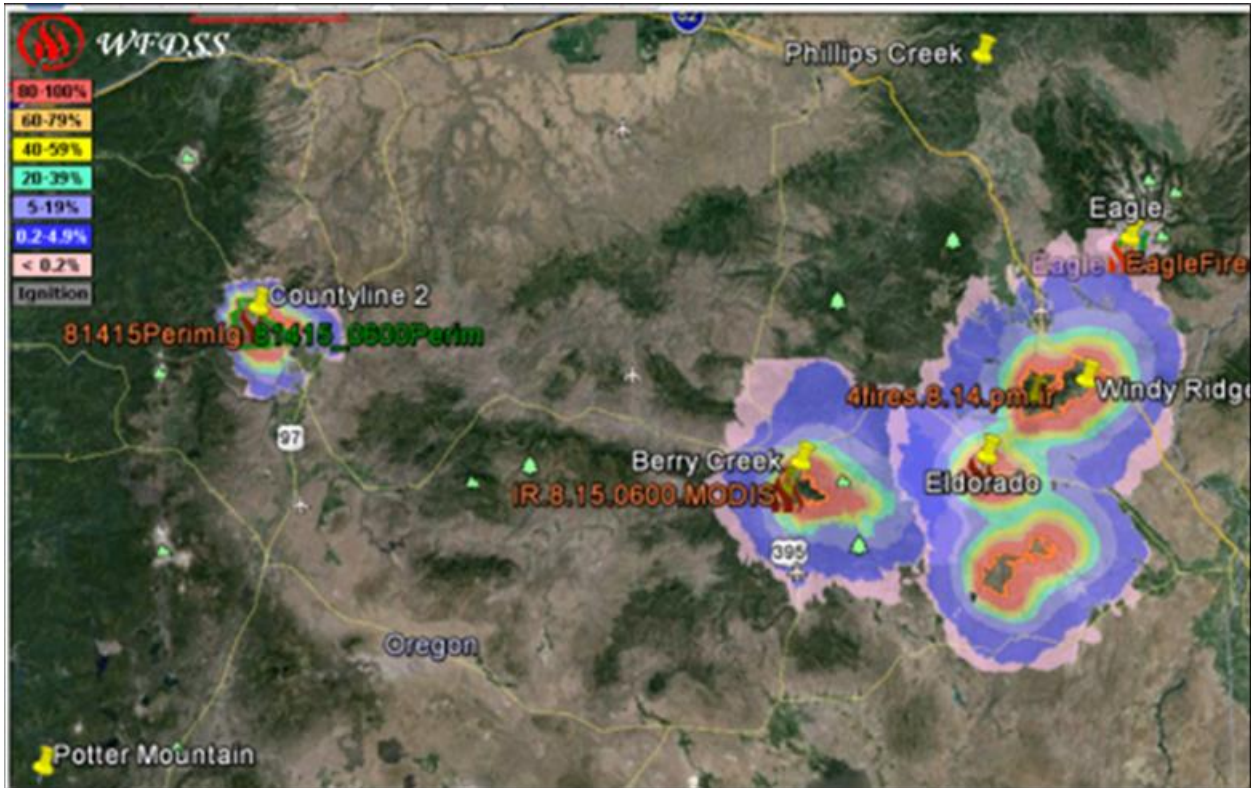 WFDSS
80-100%
60-79%
40-59%
20-39%
5-19%
0.2-4.9%
< 0.2%
Ignition
Phillips Creek
Eagle
Eagle EagleFire
Countyline 2
81415PerimIg 81415_0600Perim
97
4fires.8.14.pm.ir
Windy Ridge
Berry Creek
Eldorado
IR.8.15.0600.MODIS
395
Oregon
Potter Mountain